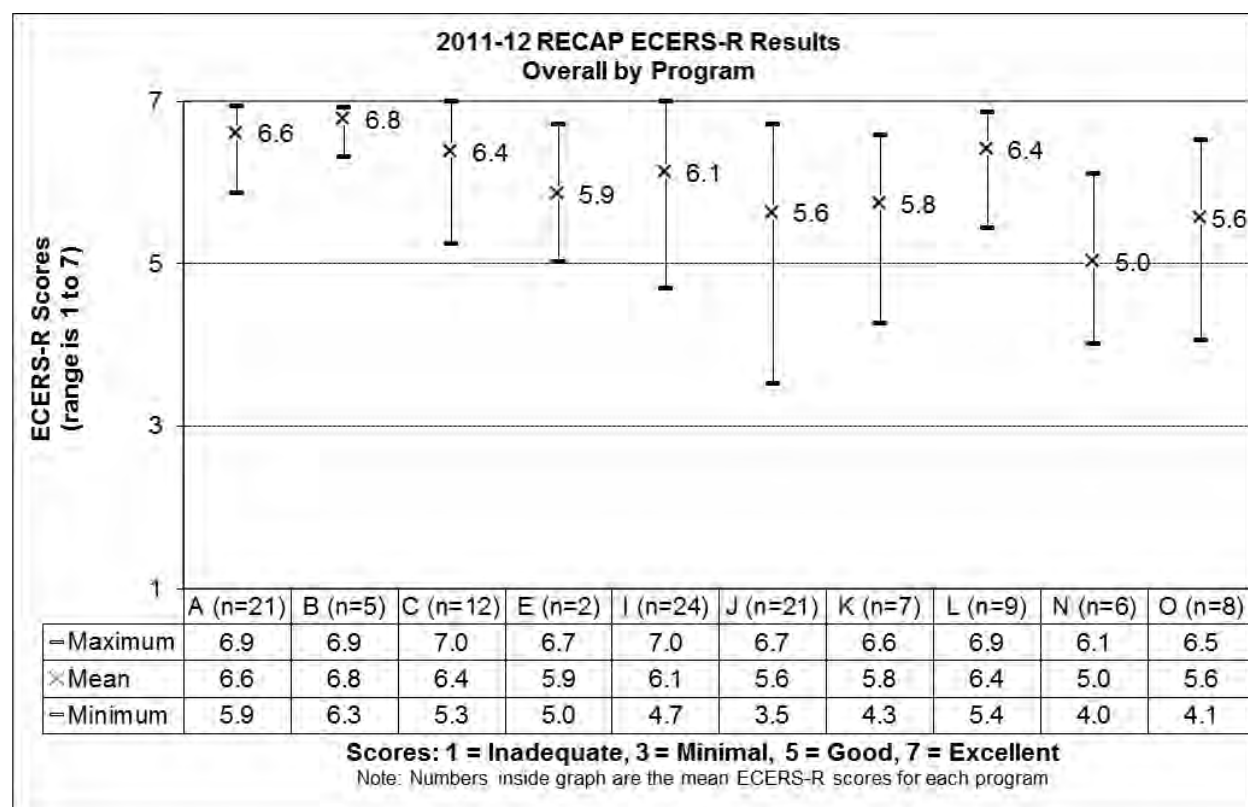 2011-12 RECAP ECERS-R Results
Overall by Program
ECERS-R Scores
(range is 1 to 7)
7
5
3
1
6.6
6.8
6.4
5.9
6.1
5.6
5.8
6.4
5.0
5.6
A (n=21) B (n=5) C (n=12) E (n=2) I (n=24) J (n=21) K (n=7) L (n=9) N (n=6) O (n=8)
Maximum 6.9 6.9 7.0 6.7 7.0 6.7 6.6 6.9 6.1 6.5
Mean 6.6 6.8 6.4 5.9 6.1 5.6 5.8 6.4 5.0 5.6
Minimum 5.9 6.3 5.3 5.0 4.7 3.5 4.3 5.4 4.0 4.1
Scores: 1 = Inadequate, 3 = Minimal, 5 = Good, 7 = Excellent
Note: Numbers inside graph are the mean ECERS-R scores for each program